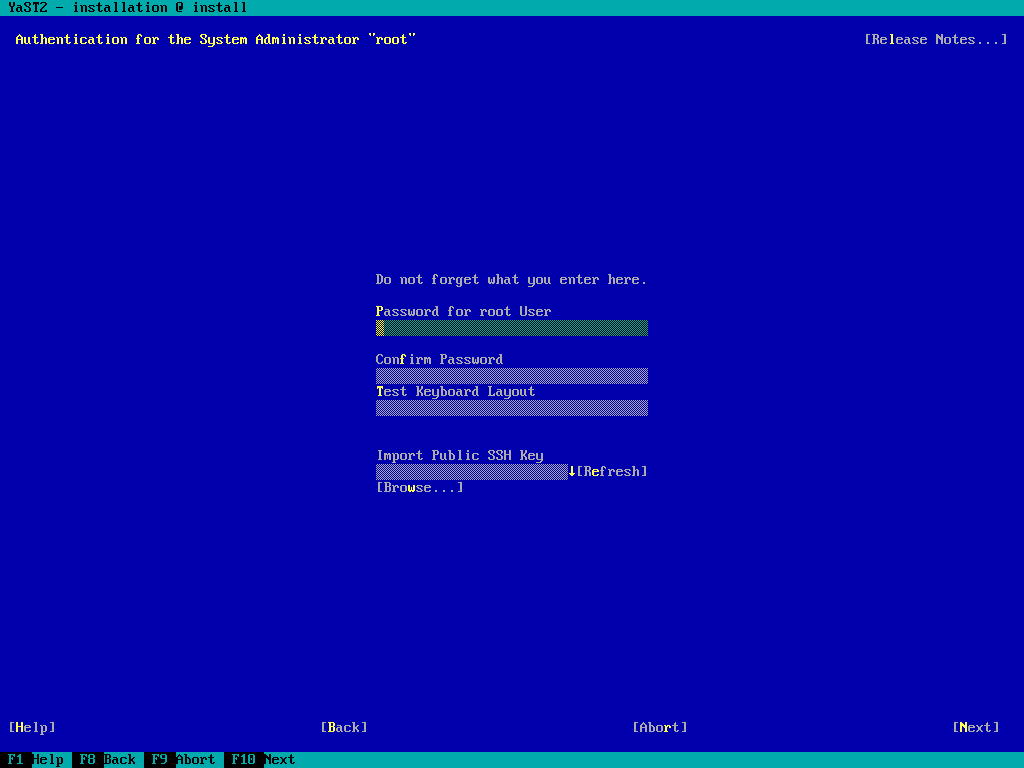 YaST2 - installation @ install
Authentication for the System Administrator "root" [Release Notes...]
Do not forget what you enter here.
Password for root User
Confirm Password
Test Keyboard Layout
Import Public SSH Key
↓[Refresh]
[Browse...]
[Help] [Back] [Abort] [Next]
F1 Help F8 Back F9 Abort F10 Next